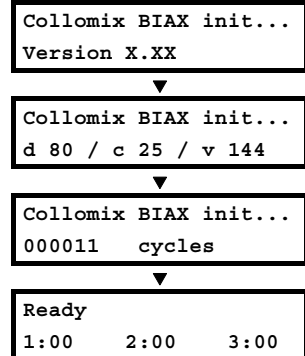 Collomix BIAX init...
Version X.XX
Collomix BIAX init...
d 80 / c 25 / v 144
Collomix BIAX init...
000011 cycles
Ready
1:00 2:00 3:00